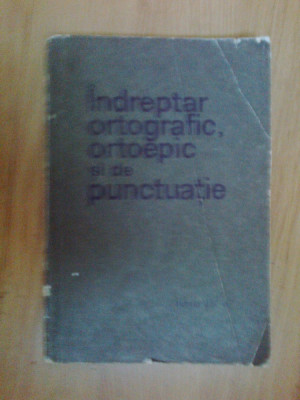 Îndreptar
ortografic,
ortoepic
și de
punctuație